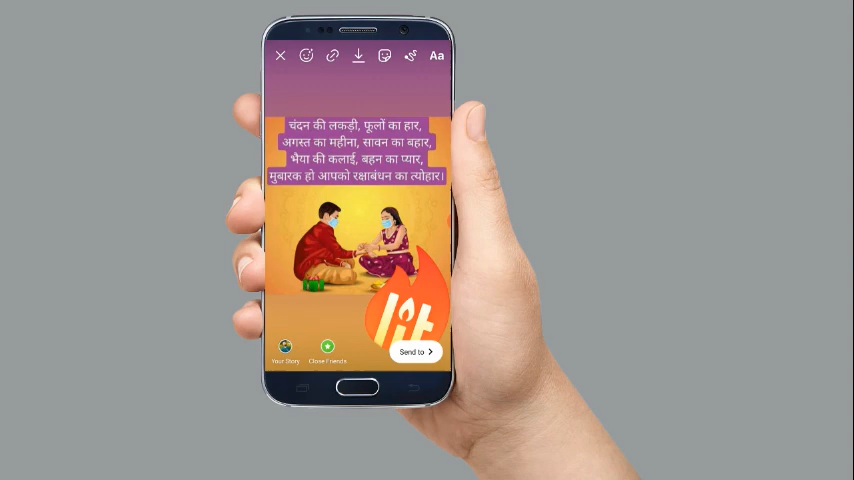 Aa
चंदन की लकड़ी, फूलों का हार,
अगस्त का महीना, सावन का बहार,
भैया की कलाई, बहन का प्यार,
मुबारक हो आपको रक्षाबंधन का त्योहार।
lit
Send to
Your Story
Close Friends